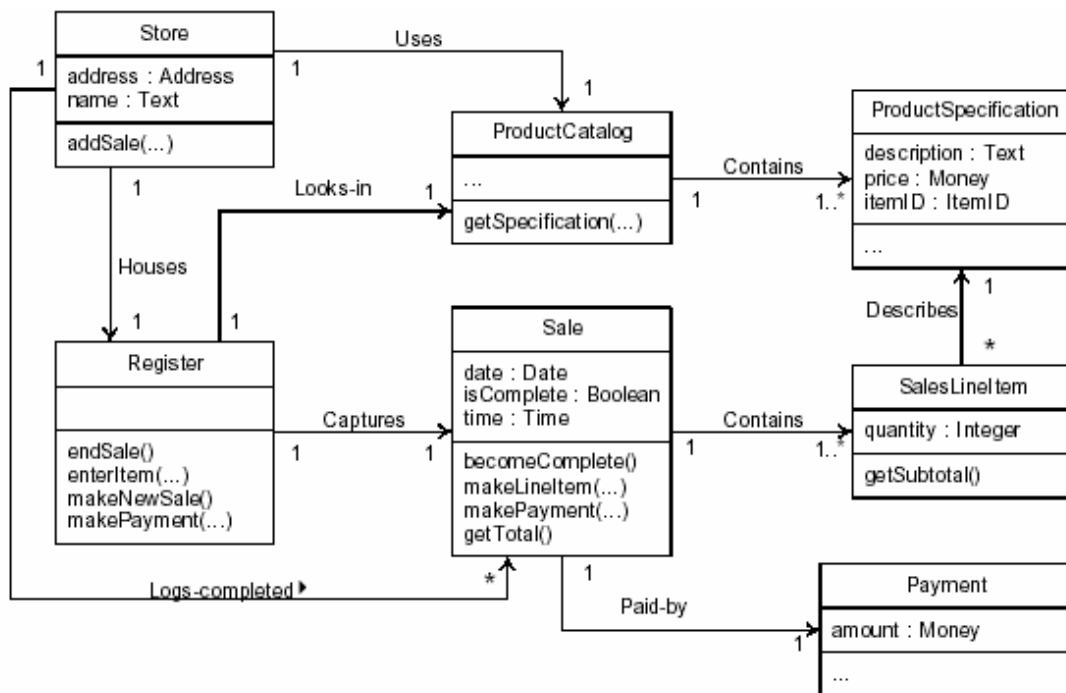 Store
address : Address
name : Text
addSale(...)
1
Uses
1
1
ProductCatalog
...
getSpecification(...)
Contains
1
1..*
ProductSpecification
description : Text
price : Money
itemID : ItemID
...
1
Houses
1
Looks-in
1
1
Register
endSale()
enterItem(...)
makeNewSale()
makePayment(...)
Captures
1
1
Sale
date : Date
isComplete : Boolean
time : Time
becomeComplete()
makeLineItem(...)
makePayment(...)
getTotal()
Contains
1
1..*
1
Describes
*
SalesLineItem
quantity : Integer
getSubtotal()
Logs-completed
*
1
Paid-by
1
Payment
amount : Money
...